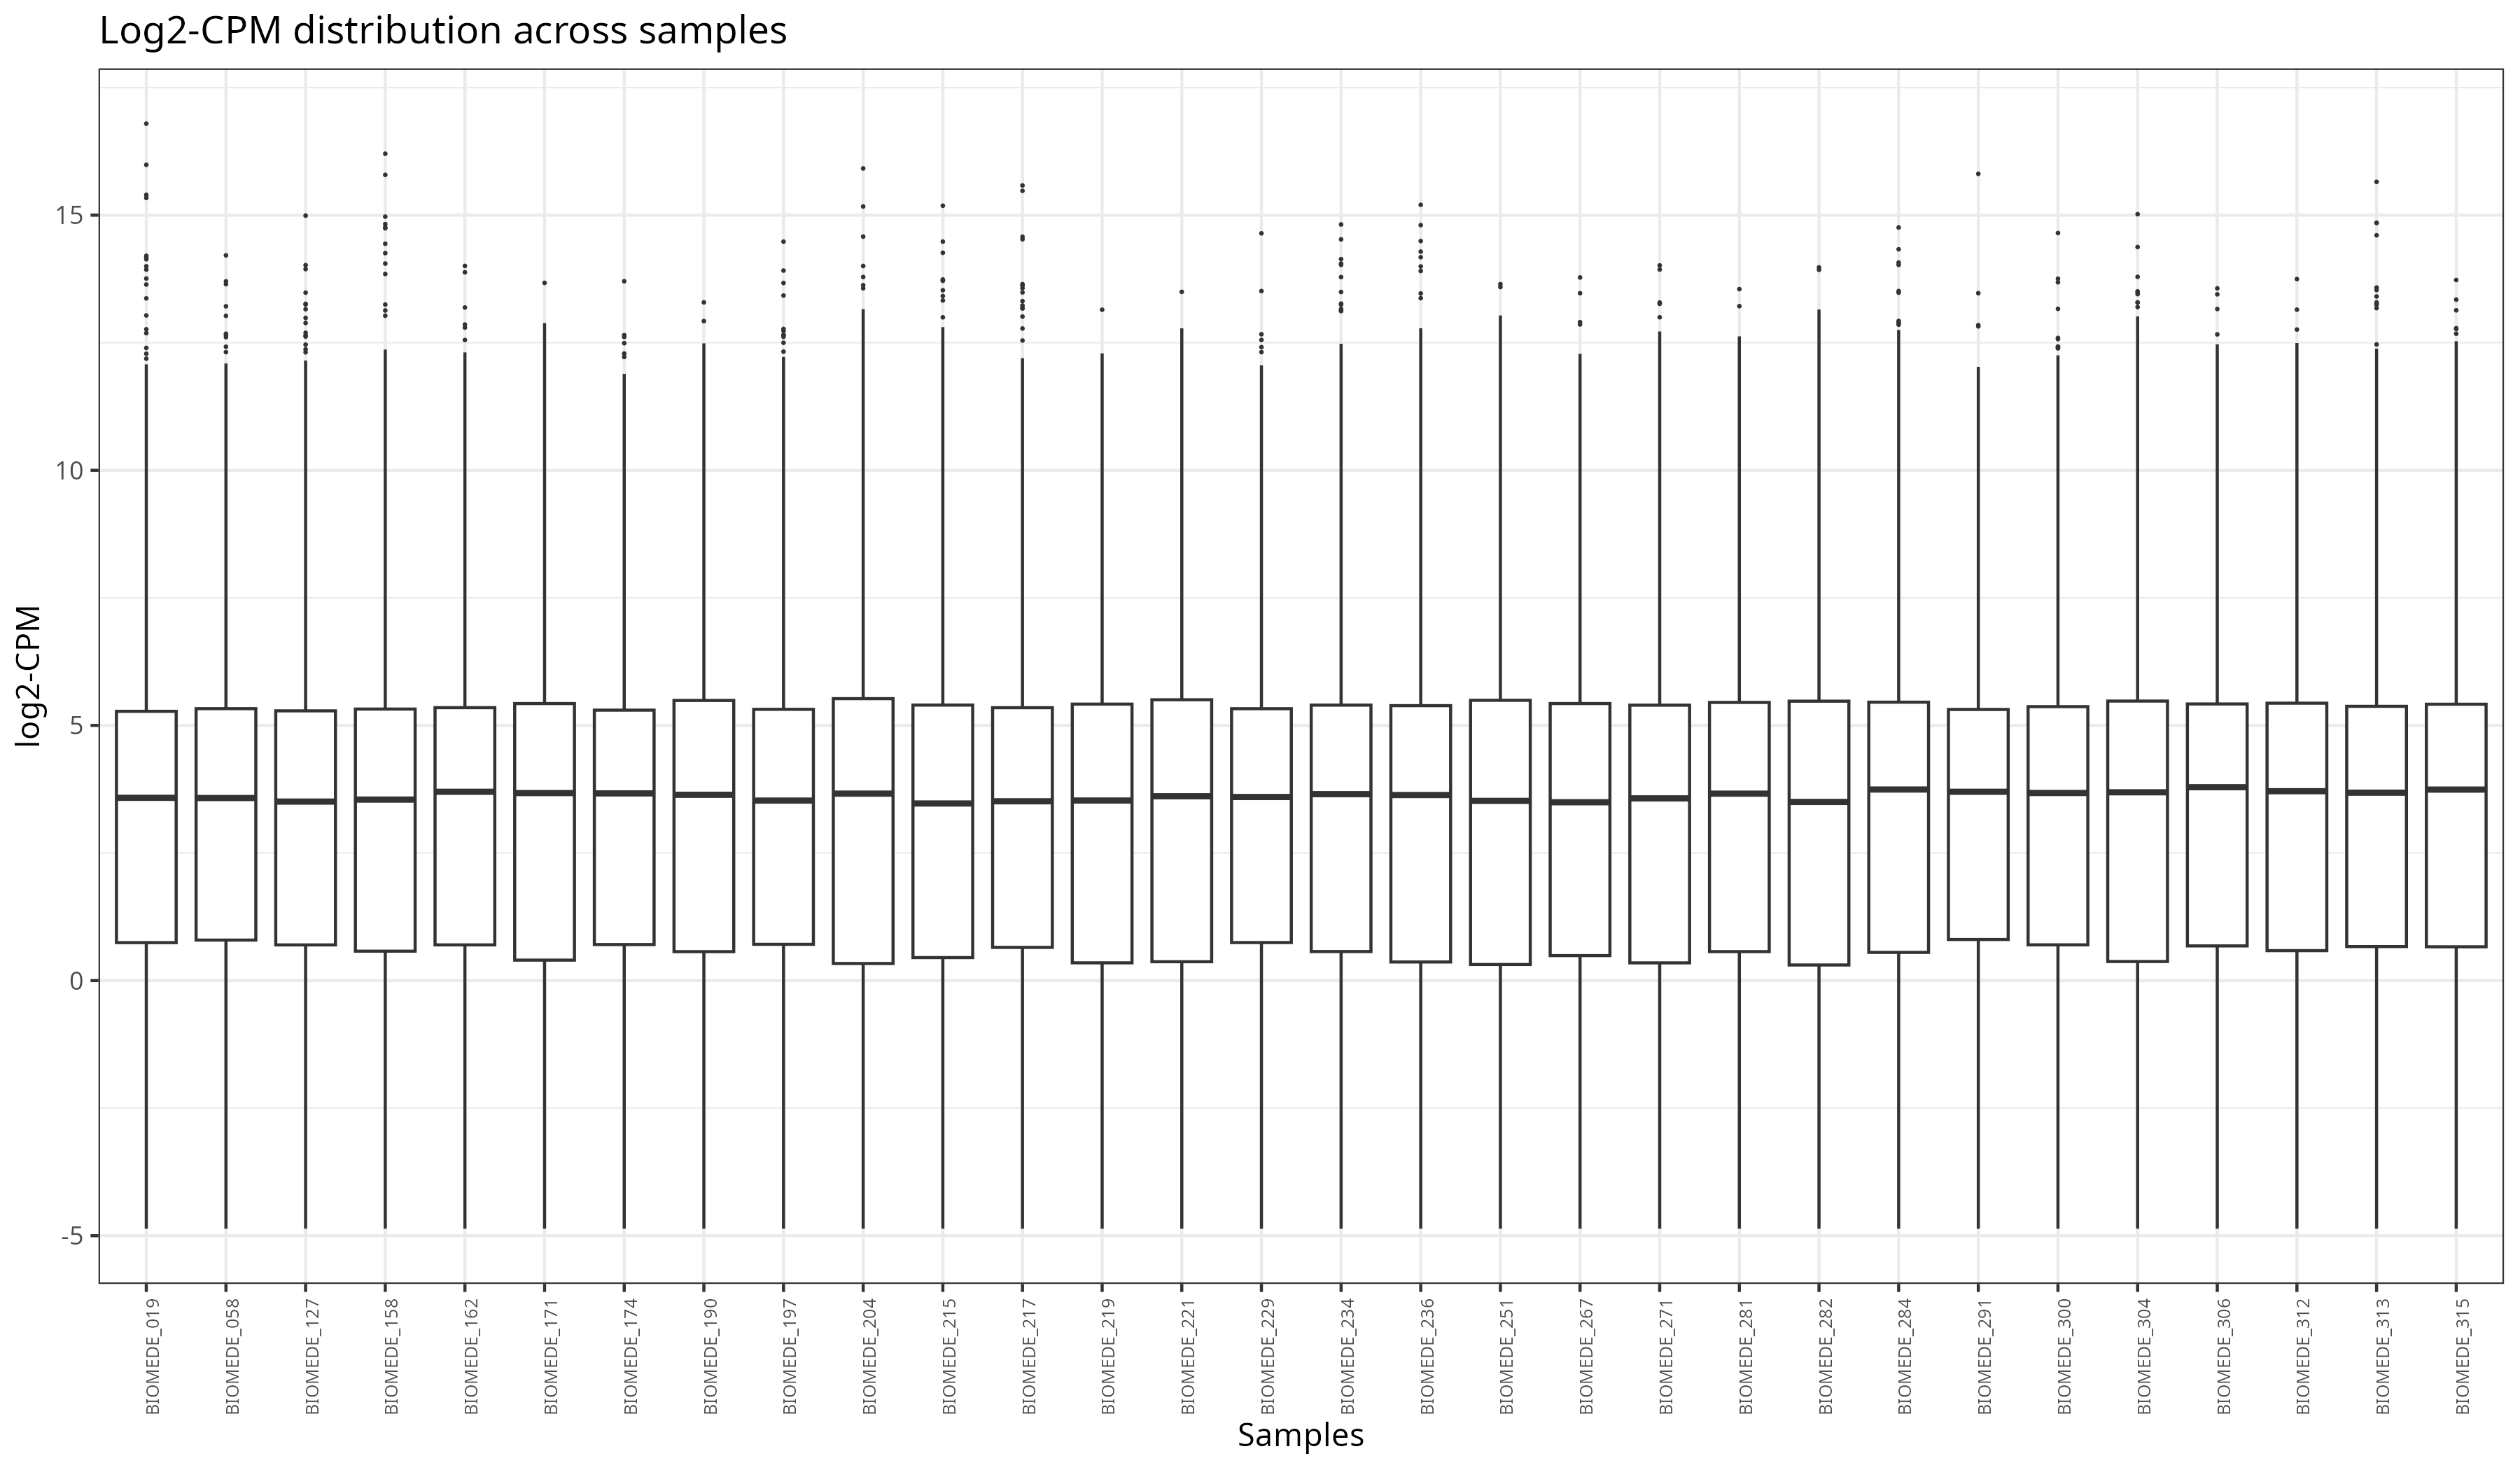 Log2-CPM distribution across samples
log2-CPM
15
10
5
0
-5
BIOMEDE_019
BIOMEDE_058
BIOMEDE_127
BIOMEDE_158
BIOMEDE_162
BIOMEDE_171
BIOMEDE_174
BIOMEDE_190
BIOMEDE_197
BIOMEDE_204
BIOMEDE_215
BIOMEDE_217
BIOMEDE_219
BIOMEDE_221
BIOMEDE_229
BIOMEDE_234
BIOMEDE_236
BIOMEDE_251
BIOMEDE_267
BIOMEDE_271
BIOMEDE_281
BIOMEDE_282
BIOMEDE_284
BIOMEDE_291
BIOMEDE_300
BIOMEDE_304
BIOMEDE_306
BIOMEDE_312
BIOMEDE_313
BIOMEDE_315
Samples